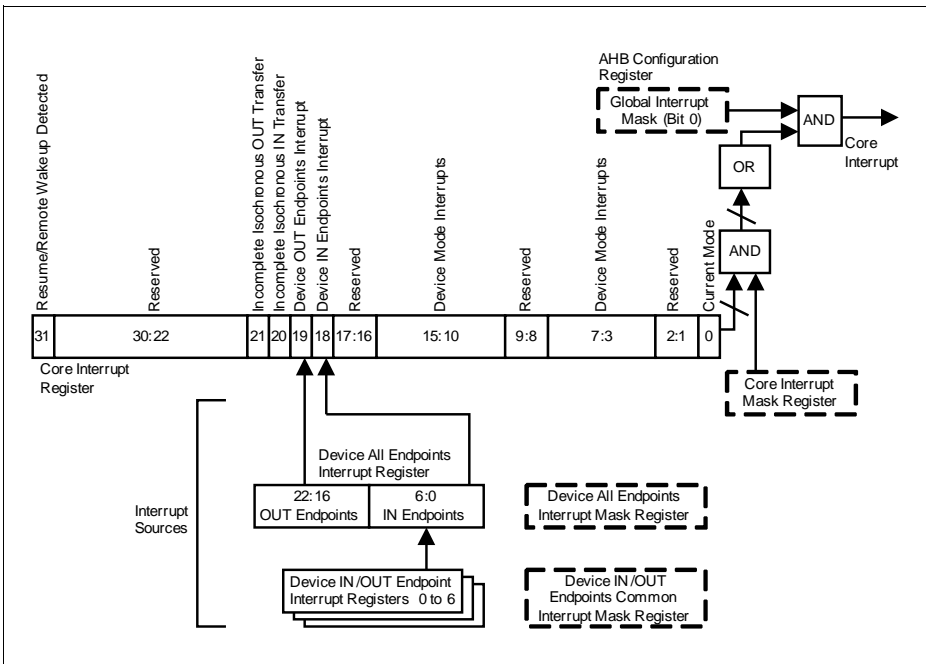 AHB Configuration
Register
Global Interrupt
Mask (Bit 0)
AND
Core
Interrupt
OR
AND
Resume/Remote Wakeup Detected
Reserved
Incomplete Isochronous OUT Transfer
Incomplete Isochronous IN Transfer
Device OUT Endpoints Interrupt
Device IN Endpoints Interrupt
Reserved
Device Mode Interrupts
Reserved
Device Mode Interrupts
Reserved
Current Mode
31 30:22 21 20 19 18 17:16 15:10 9:8 7:3 2:1 0
Core Interrupt
Register
Core Interrupt
Mask Register
Interrupt
Sources
Device All Endpoints
Interrupt Register
22:16
OUT Endpoints
6:0
IN Endpoints
Device All Endpoints
Interrupt Mask Register
Device IN/OUT Endpoint
Interrupt Registers 0 to 6
Device IN/OUT
Endpoints Common
Interrupt Mask Register